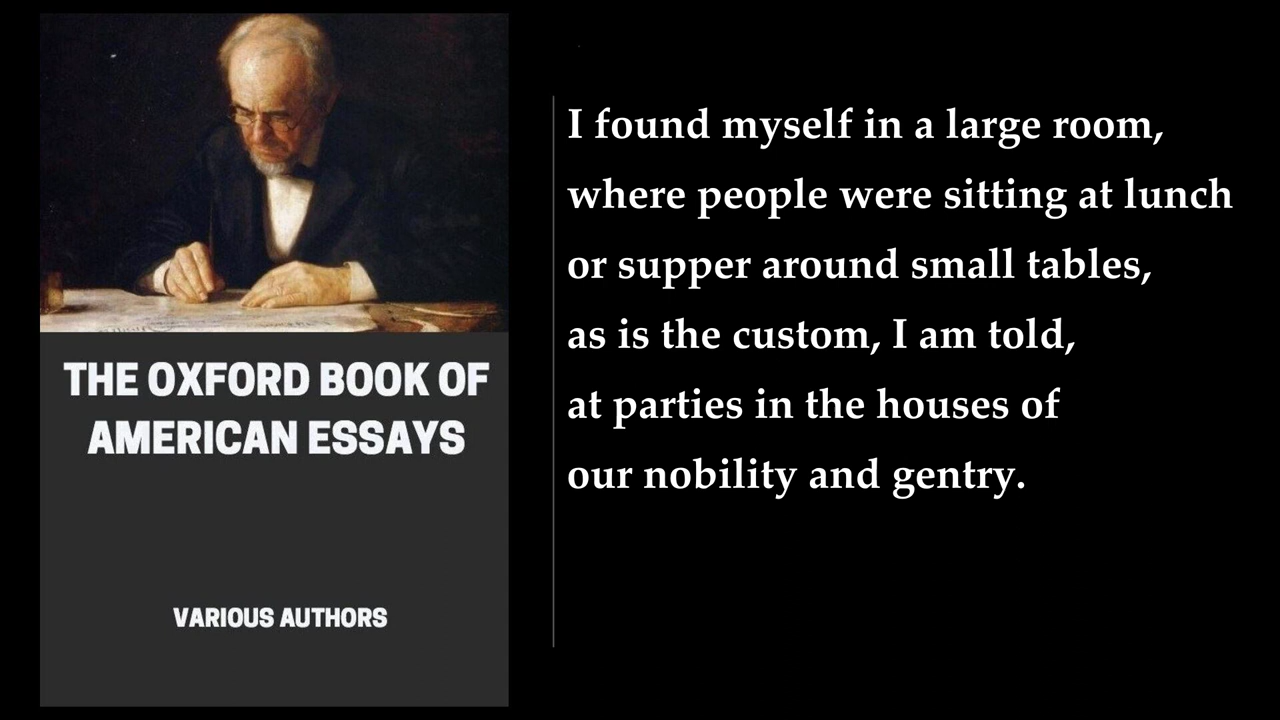 THE OXFORD BOOK OF
AMERICAN ESSAYS
VARIOUS AUTHORS
I found myself in a large room,
where people were sitting at lunch
or supper around small tables,
as is the custom, I am told,
at parties in the houses of
our nobility and gentry.